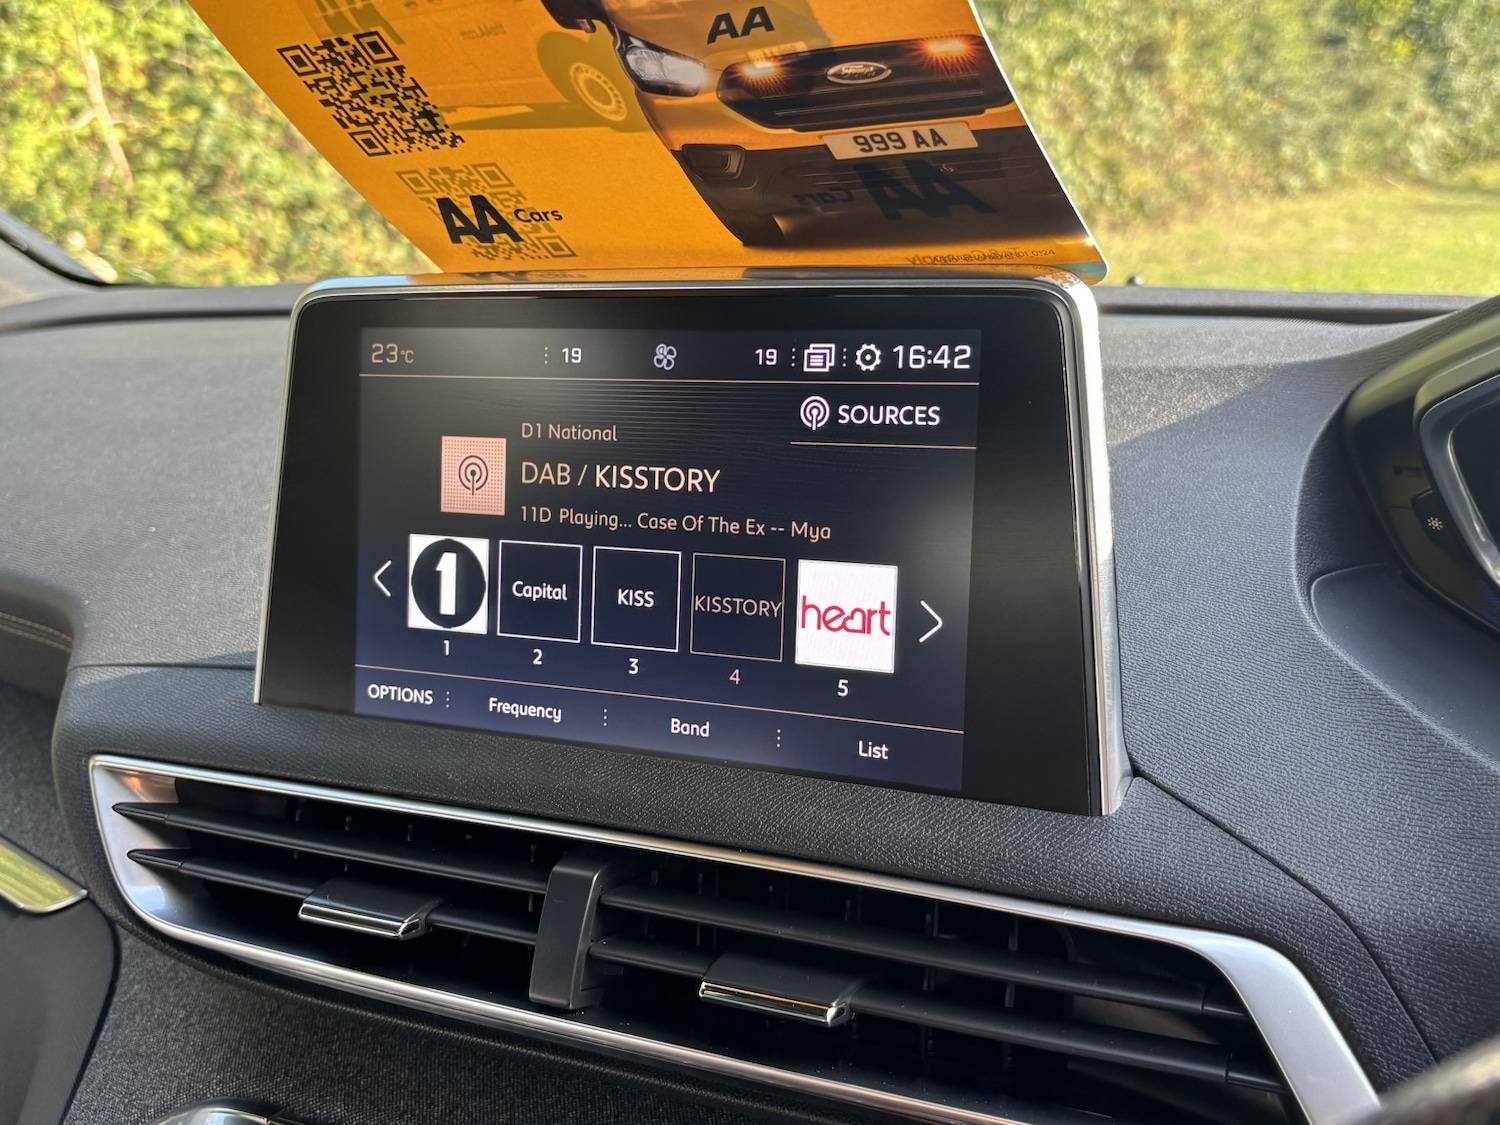 AA
Ford
999 AA
AA Cars
23°C
19
19
16:42
SOURCES
D1 National
DAB / KISSTORY
11D Playing... Case Of The Ex -- Mya
1
Capital
KISS
KISSTORY
heart
1
2
3
4
5
OPTIONS
Frequency
Band
List